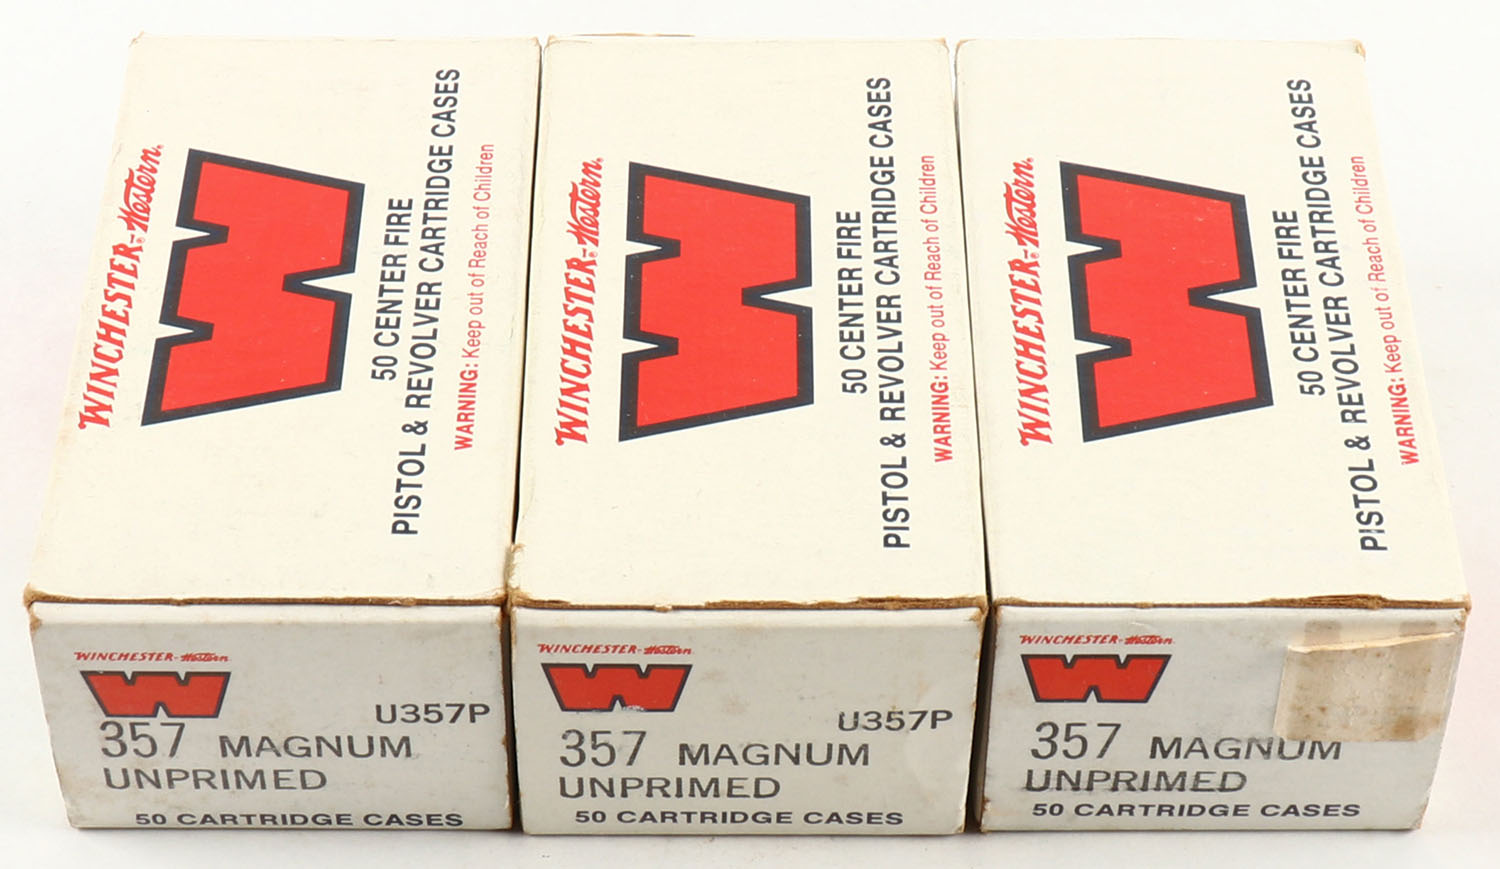 WINCHESTER®-Western®
50 CENTER FIRE
PISTOL & REVOLVER CARTRIDGE CASES
WARNING: Keep out of Reach of Children
WINCHESTER®-Western®
50 CENTER FIRE
PISTOL & REVOLVER CARTRIDGE CASES
WARNING: Keep out of Reach of Children
WINCHESTER®-Western®
50 CENTER FIRE
PISTOL & REVOLVER CARTRIDGE CASES
WARNING: Keep out of Reach of Children
WINCHESTER-Western
U357P
357 MAGNUM
UNPRIMED
50 CARTRIDGE CASES
WINCHESTER-Western
U357P
357 MAGNUM
UNPRIMED
50 CARTRIDGE CASES
WINCHESTER-Western
357 MAGNUM
UNPRIMED
50 CARTRIDGE CASES